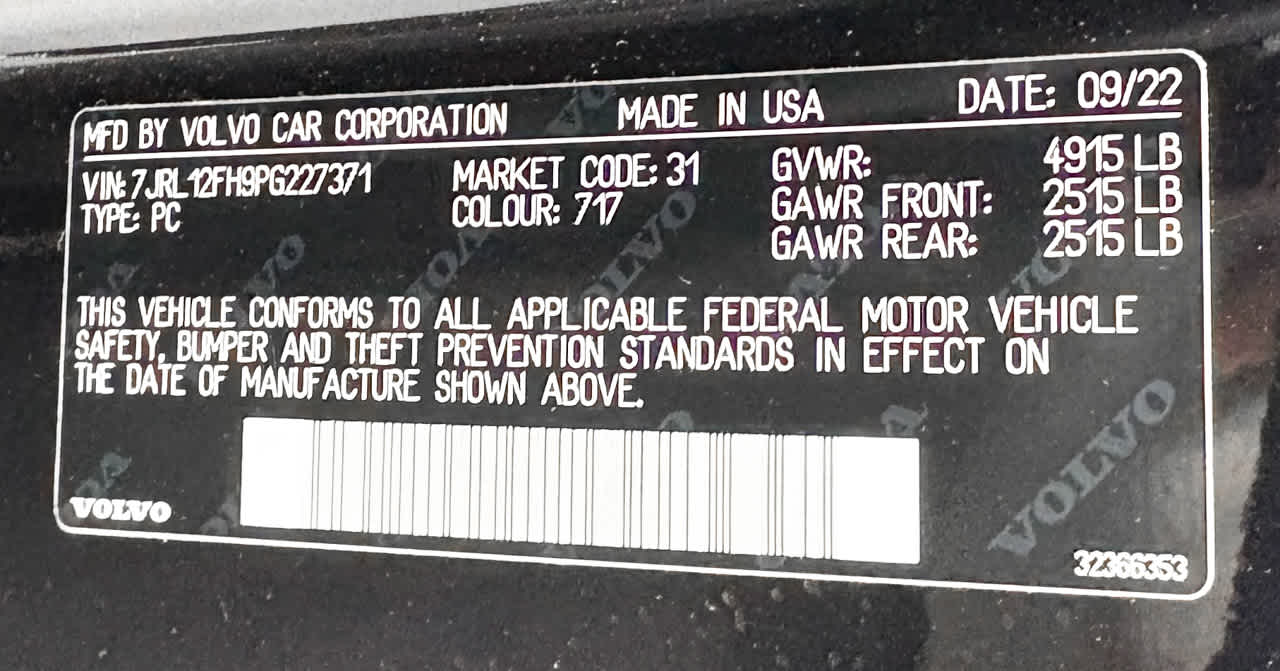 MFD BY VOLVO CAR CORPORATION MADE IN USA DATE: 09/22
VIN: 7JRL12FH9PG227371 MARKET CODE: 31 GVWR: 4915 LB
TYPE: PC COLOUR: 717 GAWR FRONT: 2515 LB
GAWR REAR: 2515 LB
THIS VEHICLE CONFORMS TO ALL APPLICABLE FEDERAL MOTOR VEHICLE
SAFETY, BUMPER AND THEFT PREVENTION STANDARDS IN EFFECT ON
THE DATE OF MANUFACTURE SHOWN ABOVE.
VOLVO
VOLVO
32366353